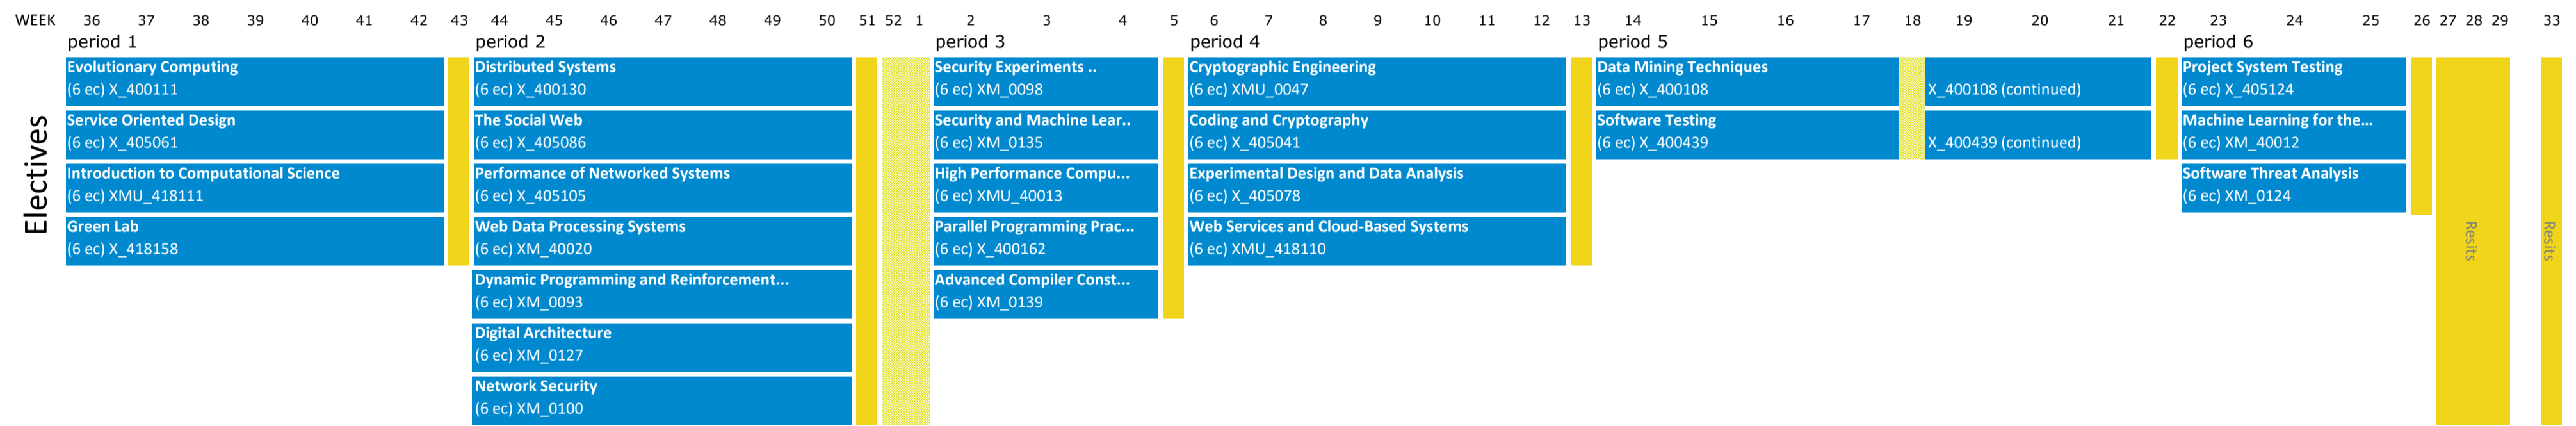 WEEK 36 37 38 39 40 41 42 43 44 45 46 47 48 49 50 51 52 1 2 3 4 5 6 7 8 9 10 11 12 13 14 15 16 17 18 19 20 21 22 23 24 25 26 27 28 29 33
period 1
period 2
period 3
period 4
period 5
period 6
Electives
Evolutionary Computing
(6 ec) X_400111
Service Oriented Design
(6 ec) X_405061
Introduction to Computational Science
(6 ec) XMU_418111
Green Lab
(6 ec) X_418158
Distributed Systems
(6 ec) X_400130
The Social Web
(6 ec) X_405086
Performance of Networked Systems
(6 ec) X_405105
Web Data Processing Systems
(6 ec) XM_40020
Dynamic Programming and Reinforcement...
(6 ec) XM_0093
Digital Architecture
(6 ec) XM_0127
Network Security
(6 ec) XM_0100
Security Experiments ..
(6 ec) XM_0098
Security and Machine Lear..
(6 ec) XM_0135
High Performance Compu...
(6 ec) XMU_40013
Parallel Programming Prac...
(6 ec) X_400162
Advanced Compiler Const...
(6 ec) XM_0139
Cryptographic Engineering
(6 ec) XMU_0047
Coding and Cryptography
(6 ec) X_405041
Experimental Design and Data Analysis
(6 ec) X_405078
Web Services and Cloud-Based Systems
(6 ec) XMU_418110
Data Mining Techniques
(6 ec) X_400108
X_400108 (continued)
Software Testing
(6 ec) X_400439
X_400439 (continued)
Project System Testing
(6 ec) X_405124
Machine Learning for the...
(6 ec) XM_40012
Software Threat Analysis
(6 ec) XM_0124
Resits
Resits